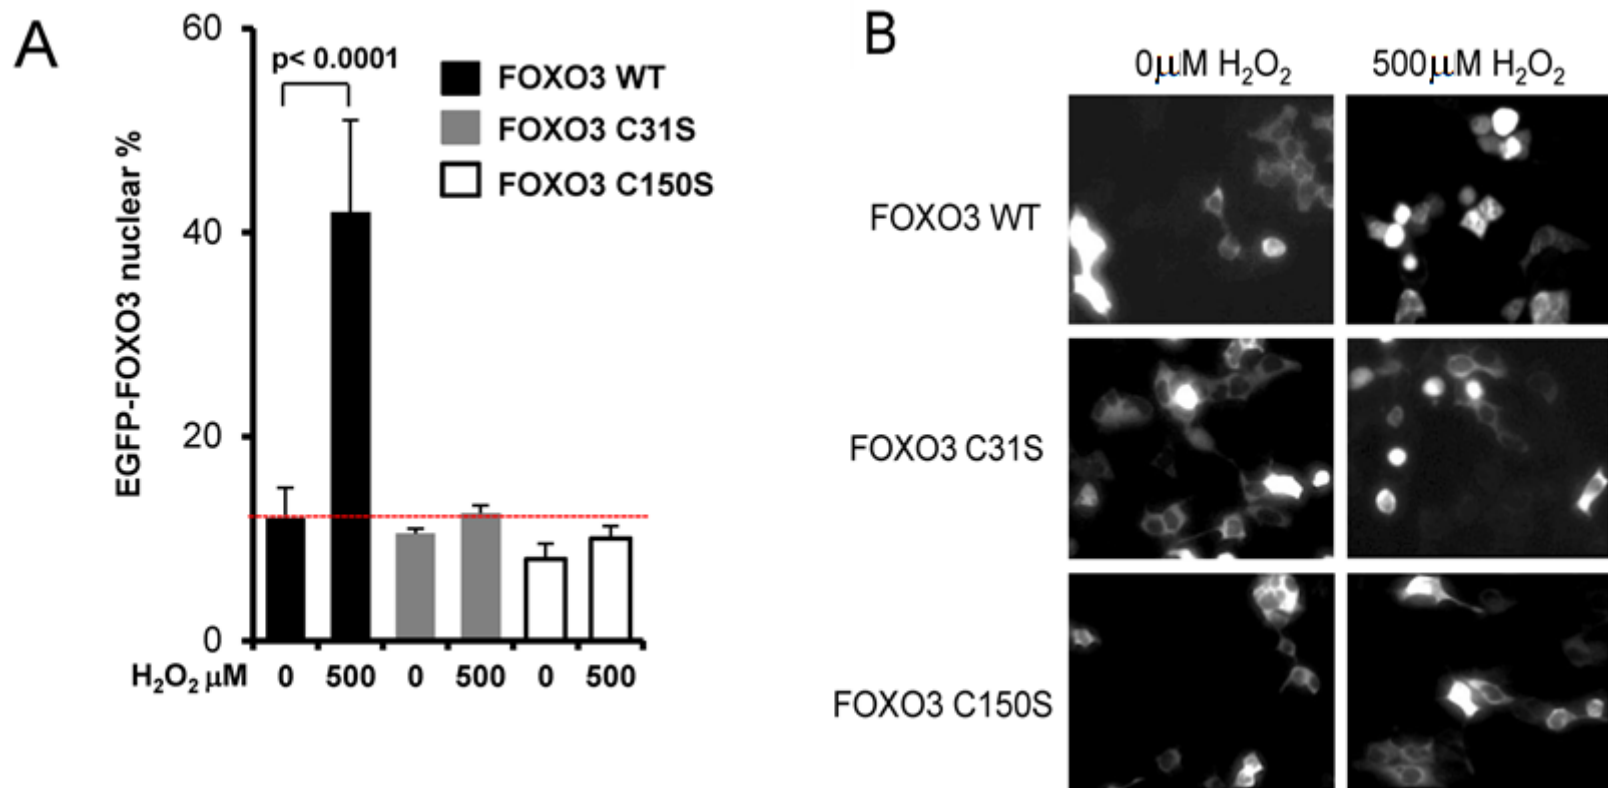 A
60
p< 0.0001
FOXO3 WT
FOXO3 C31S
FOXO3 C150S
EGFP-FOXO3 nuclear %
40
20
0
H₂O₂ μM 0 500 0 500 0 500
B
0μM H₂O₂ 500μM H₂O₂
FOXO3 WT
FOXO3 C31S
FOXO3 C150S